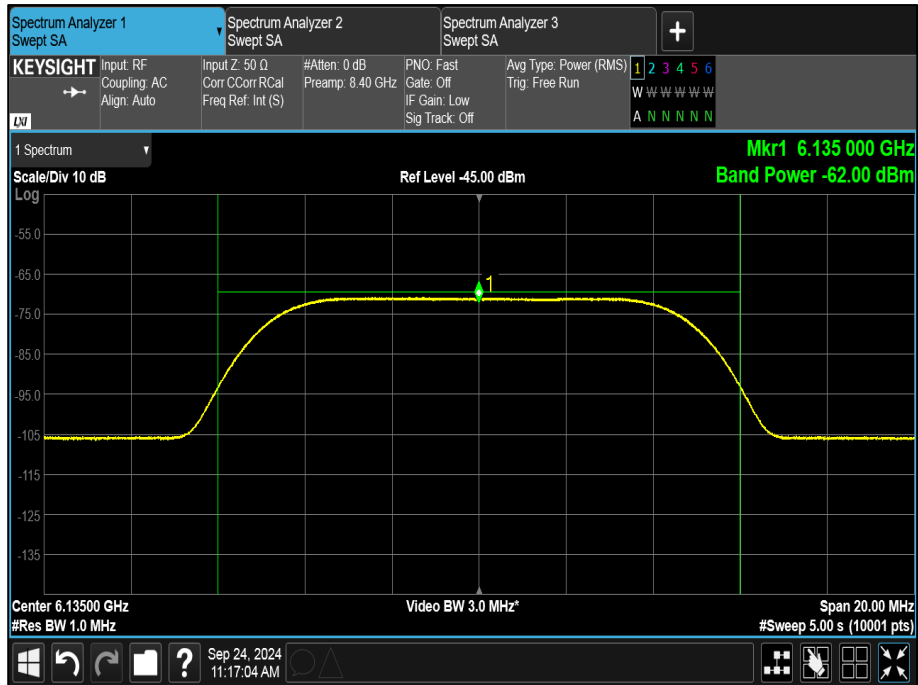 Spectrum Analyzer 1
Swept SA
Spectrum Analyzer 2
Swept SA
Spectrum Analyzer 3
Swept SA
KEYSIGHT
LXI
Input: RF
Coupling: AC
Align: Auto
Input Z: 50 Ω
Corr CCorr RCal
Freq Ref: Int (S)
#Atten: 0 dB
Preamp: 8.40 GHz
PNO: Fast
Gate: Off
IF Gain: Low
Sig Track: Off
Avg Type: Power (RMS)
Trig: Free Run
1 2 3 4 5 6
W W W W W W
A N N N N N
1 Spectrum
Scale/Div 10 dB
Ref Level -45.00 dBm
Mkr1 6.135 000 GHz
Band Power -62.00 dBm
Log
-55.0
-65.0
1
-75.0
-85.0
-95.0
-105
-115
-125
-135
Center 6.13500 GHz
#Res BW 1.0 MHz
Video BW 3.0 MHz*
Span 20.00 MHz
#Sweep 5.00 s (10001 pts)
?
Sep 24, 2024
11:17:04 AM